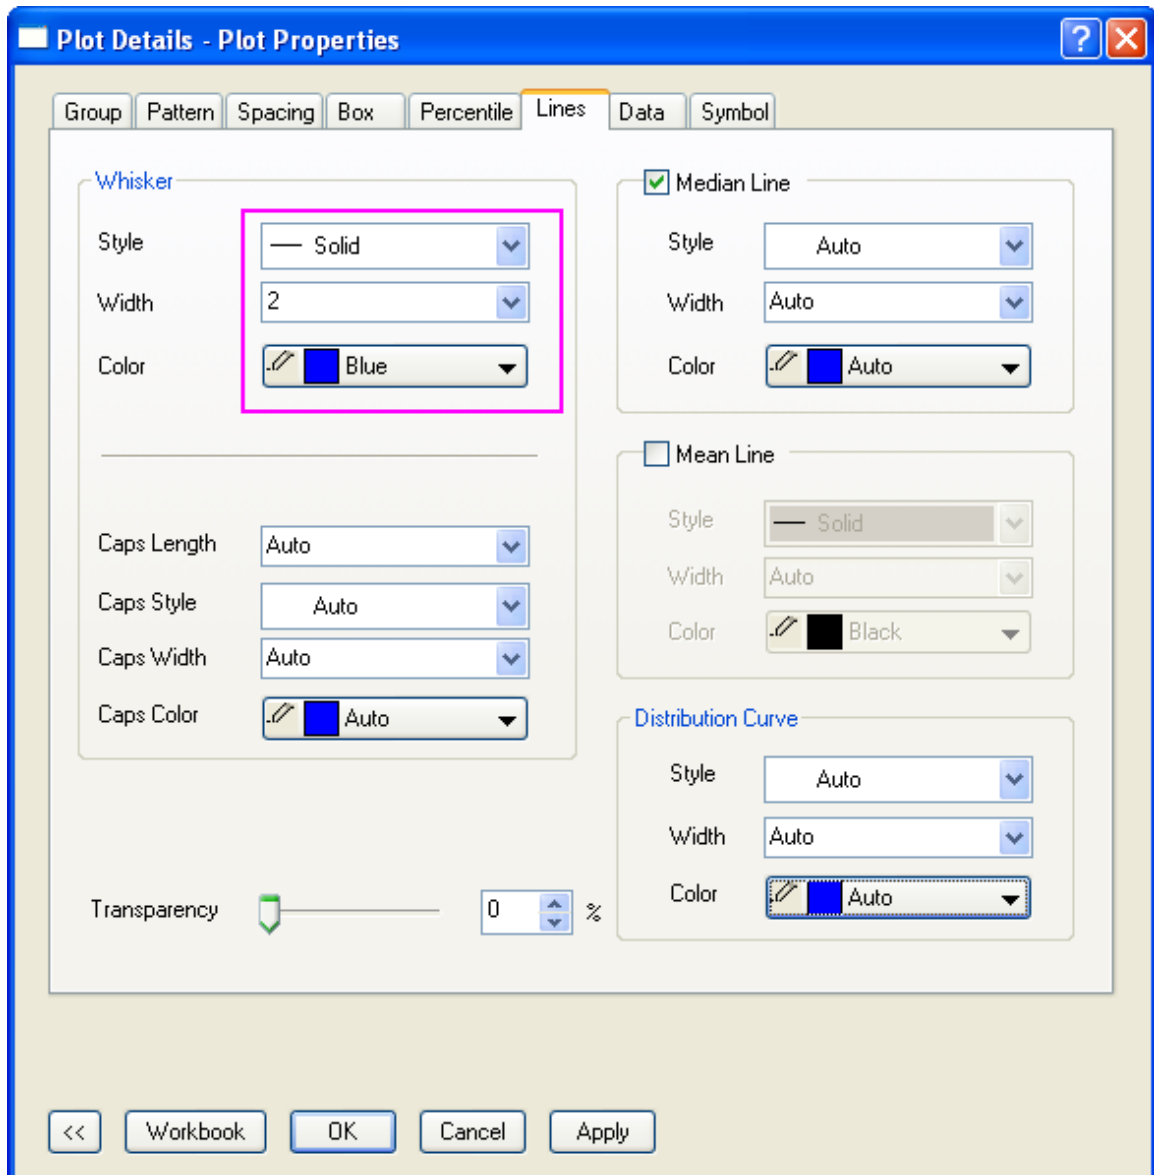 Plot Details - Plot Properties
?
Group Pattern Spacing Box Percentile Lines Data Symbol
Whisker
Style Solid
Width 2
Color Blue
Caps Length Auto
Caps Style Auto
Caps Width Auto
Caps Color Auto
Transparency 0 %
Median Line
Style Auto
Width Auto
Color Auto
Mean Line
Style Solid
Width Auto
Color Black
Distribution Curve
Style Auto
Width Auto
Color Auto
<< Workbook OK Cancel Apply